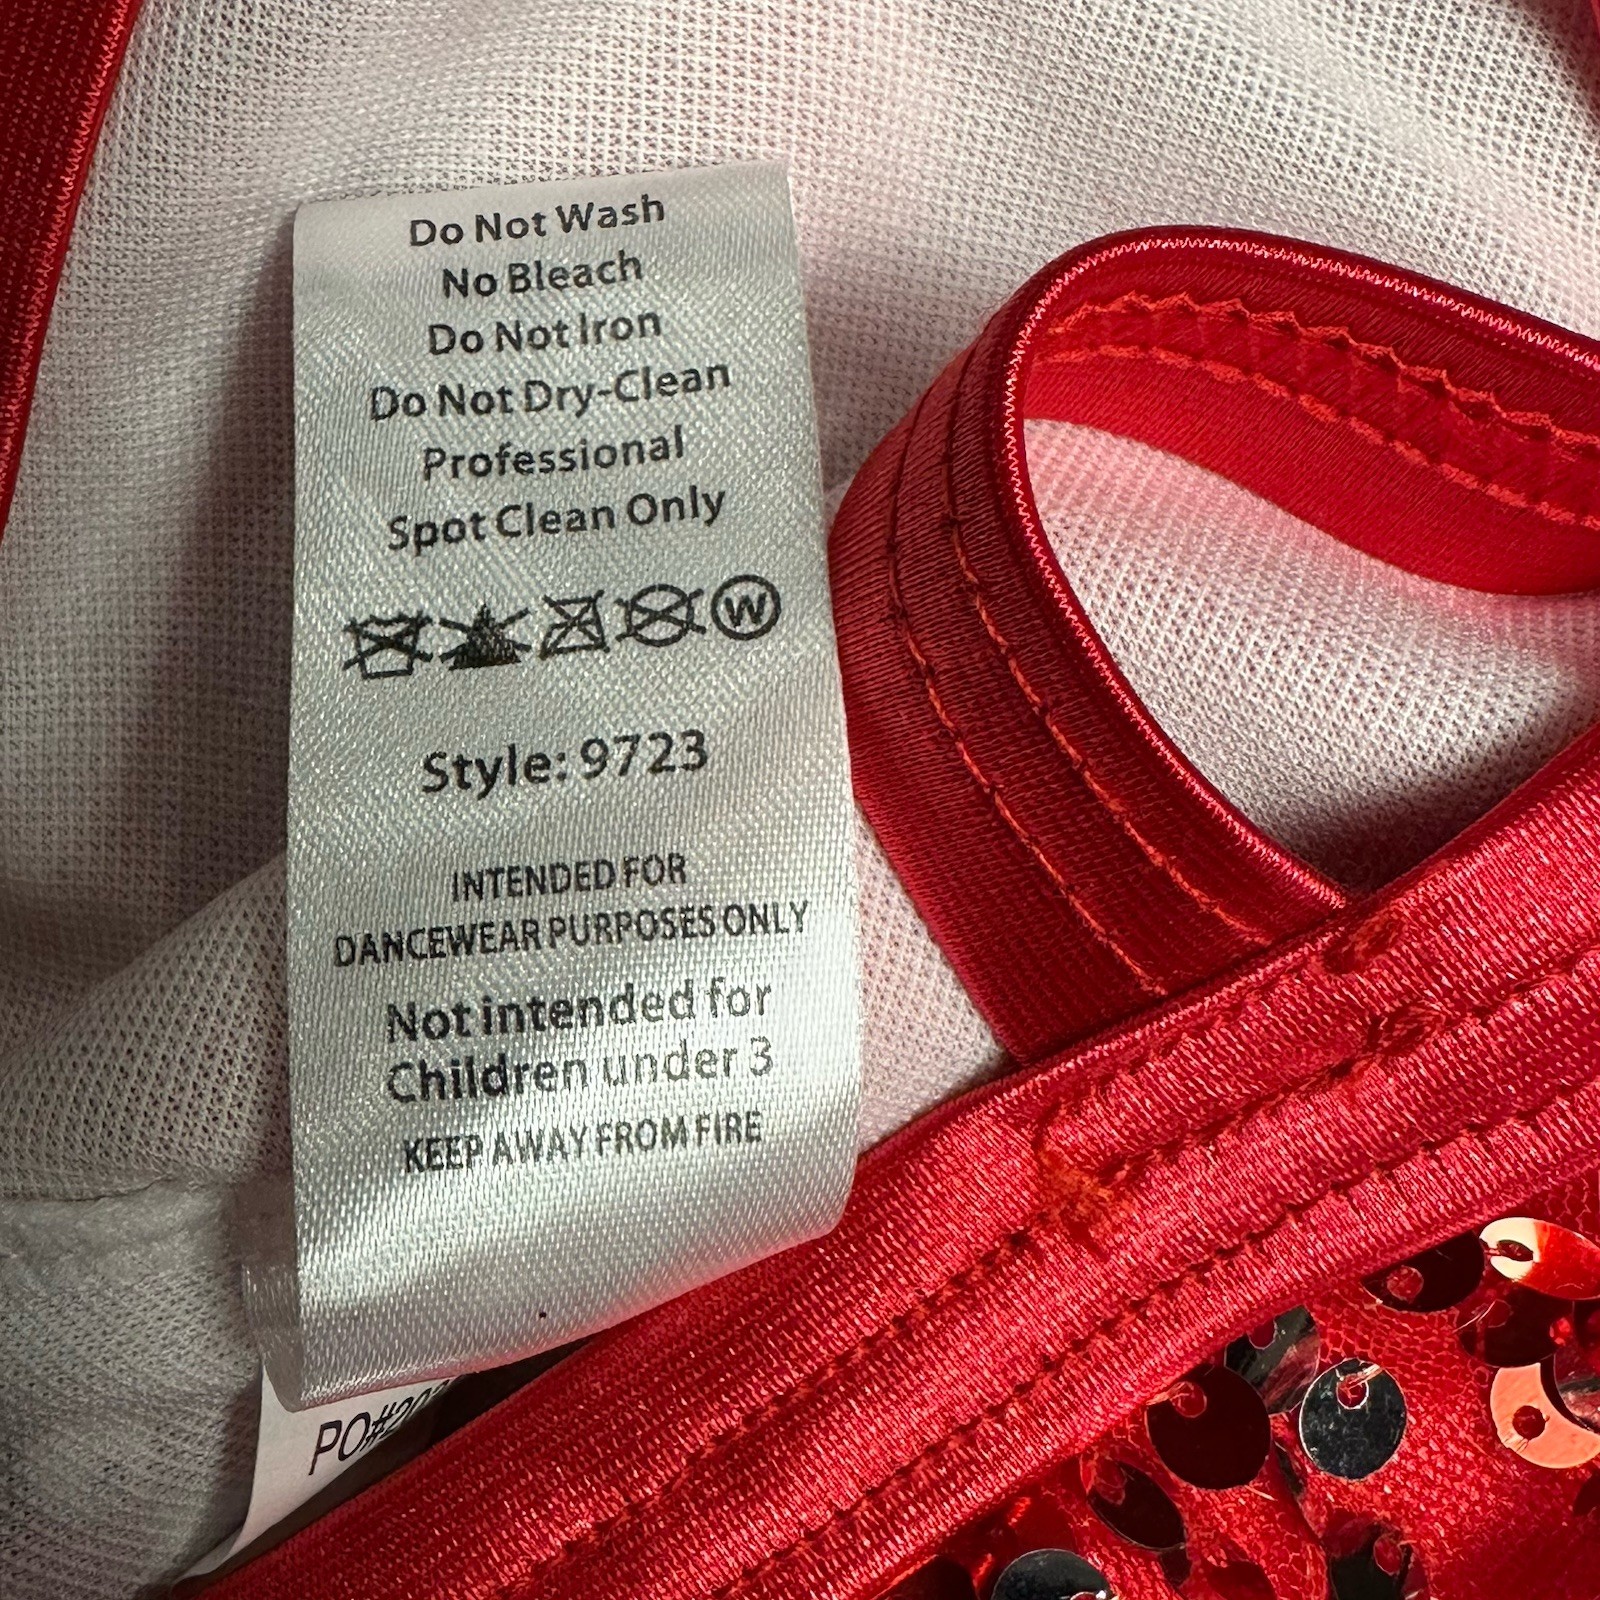 Do Not Wash
No Bleach
Do Not Iron
Do Not Dry-Clean
Professional
Spot Clean Only
W
Style: 9723
INTENDED FOR
DANCEWEAR PURPOSES ONLY
Not intended for
Children under 3
KEEP AWAY FROM FIRE